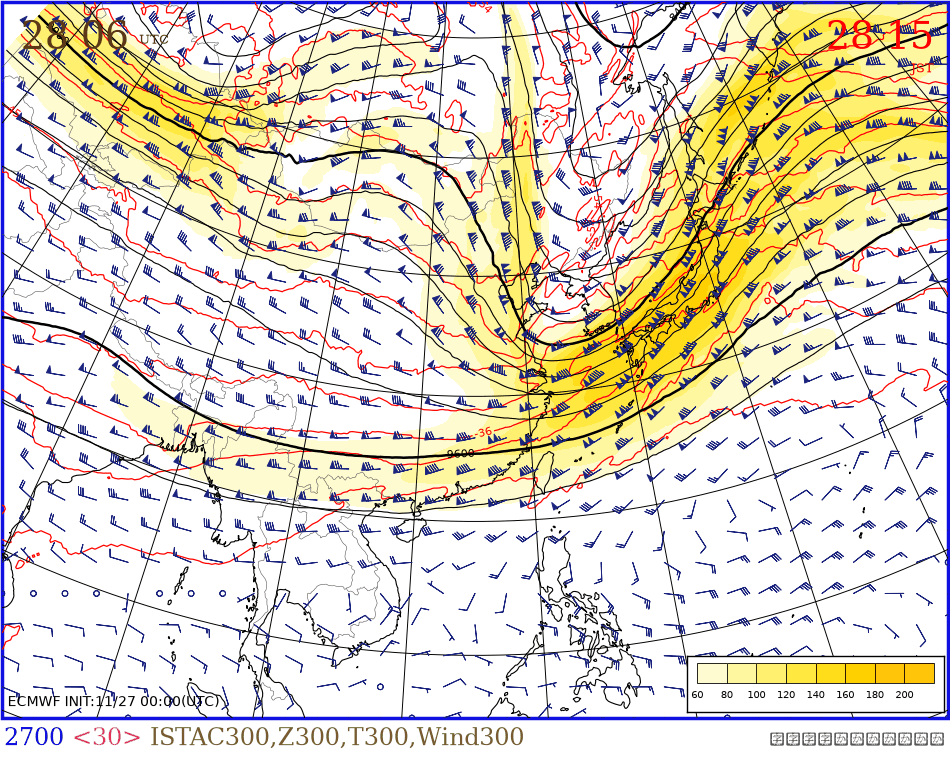 28 06 UTC
28 15
JST
-36
9600
60 80 100 120 140 160 180 200
ECMWF INIT:11/27 00:00(UTC)
2700 <30> ISTAC300,Z300,T300,Wind300